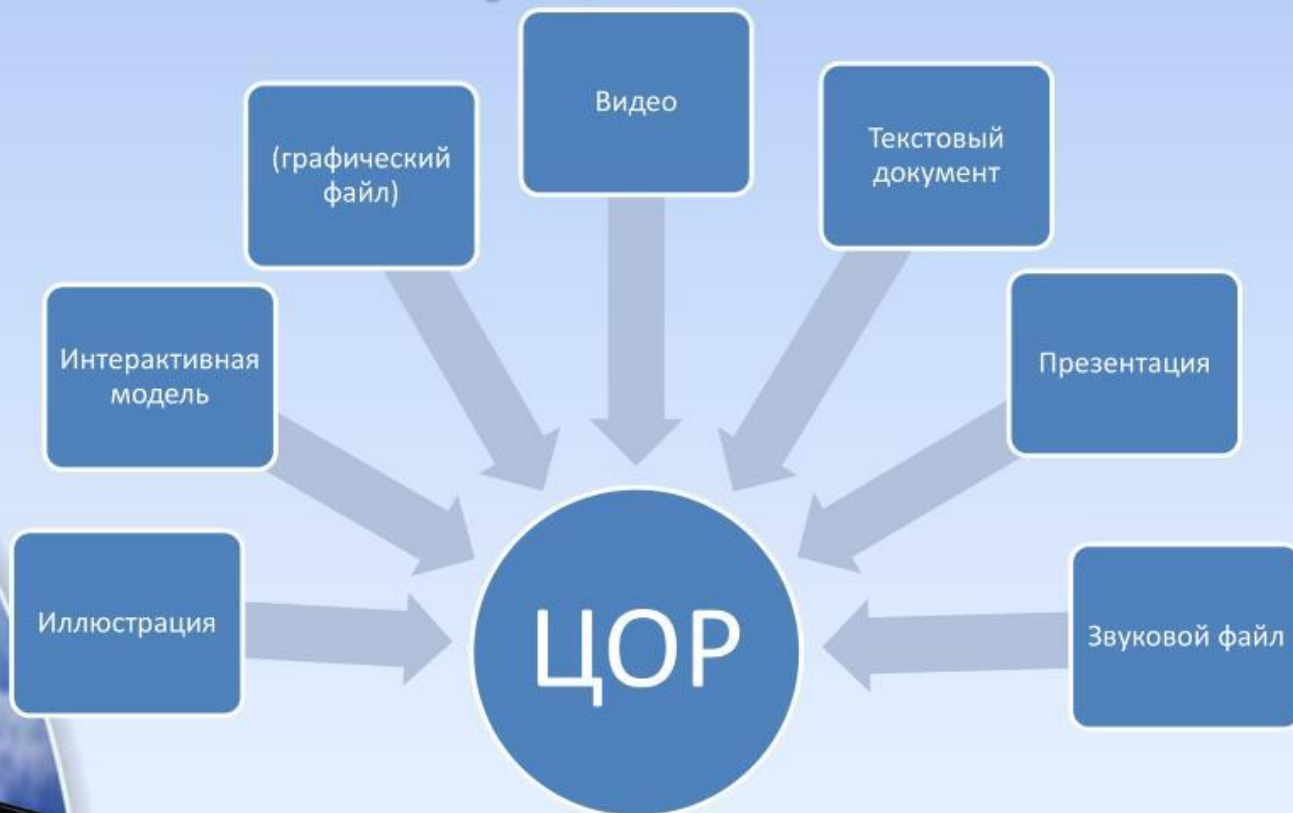 Видео
(графический
файл)
Текстовый
документ
Интерактивная
модель
Презентация
Иллюстрация
ЦОР
Звуковой файл